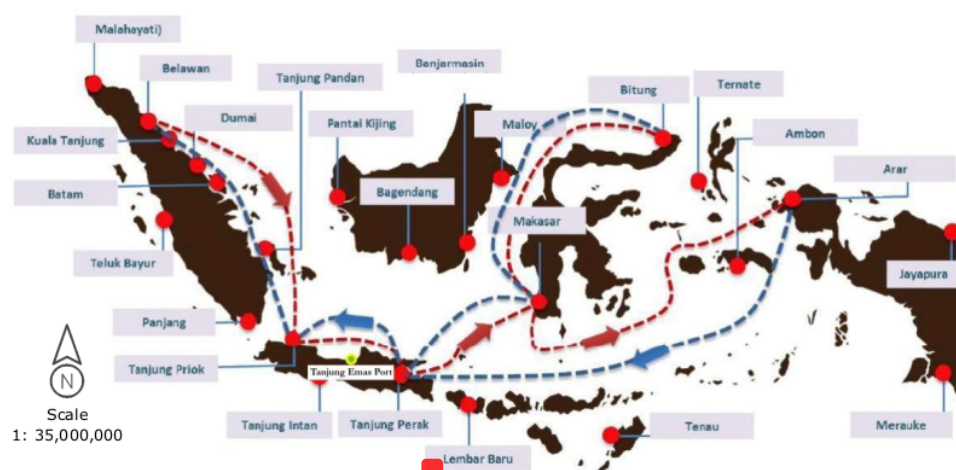 Malahayati)
Belawan
Tanjung Pandan
Banjarmasin
Bitung
Ternate
Kuala Tanjung
Dumai
Pantai Kijing
Maloy
Ambon
Arar
Batam
Bagendang
Makasar
Teluk Bayur
Jayapura
Panjang
Tanjung Priok
Tanjung Emas Port
N
Scale
1: 35,000,000
Tanjung Intan
Tanjung Perak
Tenau
Merauke
Lembar Baru